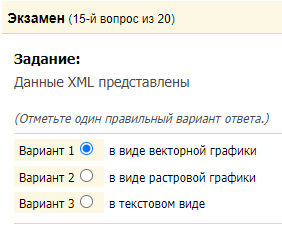 Экзамен (15-й вопрос из 20)
Задание:
Данные XML представлены
(Отметьте один правильный вариант ответа.)
Вариант 1 в виде векторной графики
Вариант 2 в виде растровой графики
Вариант 3 в текстовом виде